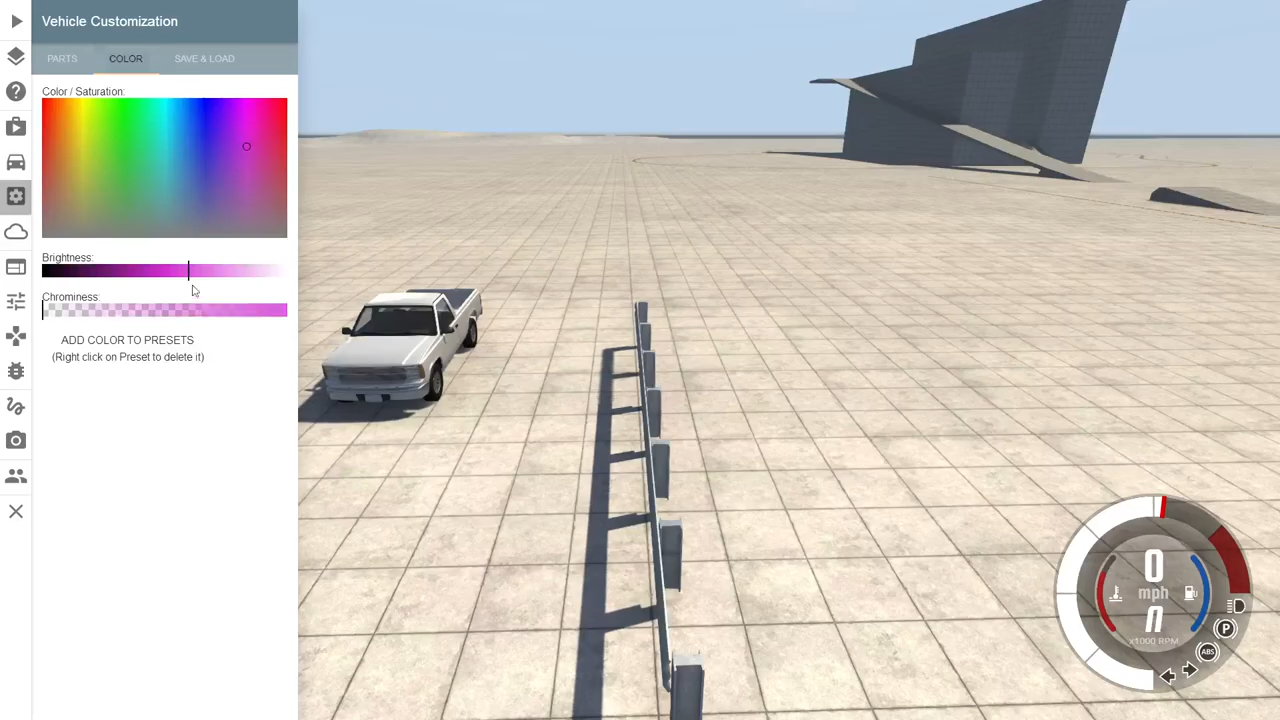 Vehicle Customization
PARTS
COLOR
SAVE & LOAD
Color / Saturation:
Brightness:
Chrominess:
ADD COLOR TO PRESETS
(Right click on Preset to delete it)
0
mph
n
x1000 RPM
P
ABS